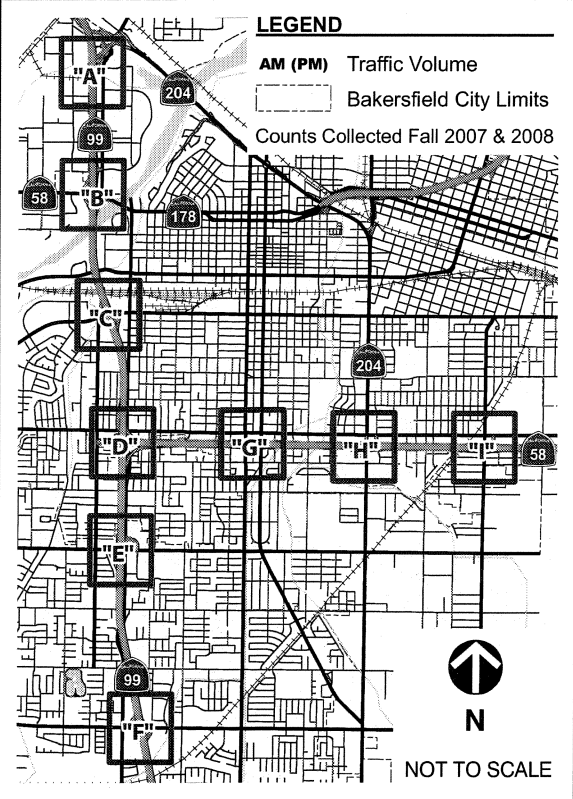 LEGEND
AM (PM) Traffic Volume
Bakersfield City Limits
Counts Collected Fall 2007 & 2008
"A"
204
99
"B"
58
178
"C"
204
"D"
"G"
"H"
"I"
58
"E"
99
"F"
N
NOT TO SCALE